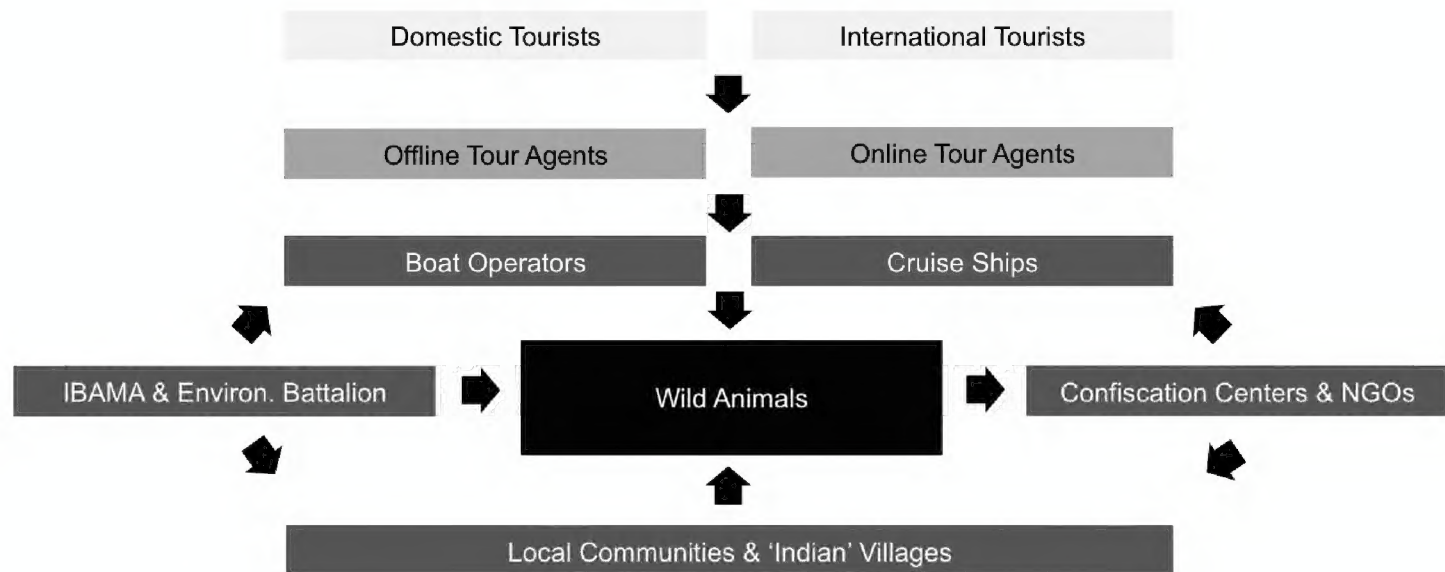 Domestic Tourists
International Tourists
Offline Tour Agents
Online Tour Agents
Boat Operators
Cruise Ships
IBAMA & Environ. Battalion
Wild Animals
Confiscation Centers & NGOs
Local Communities & ‘Indian’ Villages